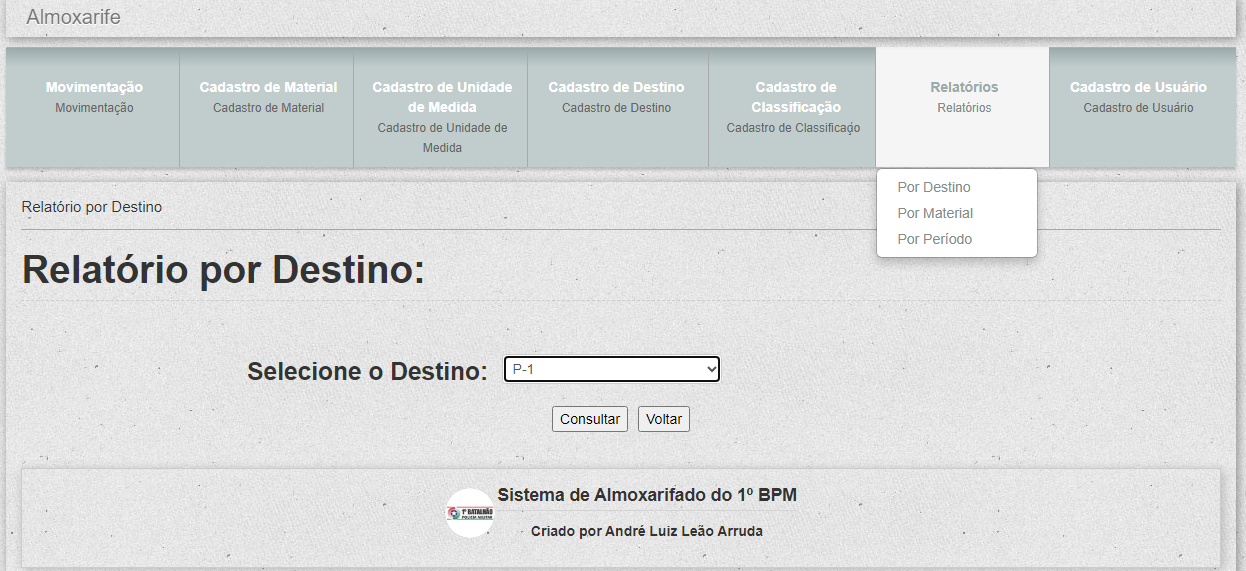 Almoxarife
Movimentação
Movimentação
Cadastro de Material
Cadastro de Material
Cadastro de Unidade
de Medida
Cadastro de Unidade de
Medida
Cadastro de Destino
Cadastro de Destino
Cadastro de
Classificação
Cadastro de Classificação
Relatórios
Relatórios
Cadastro de Usuário
Cadastro de Usuário
Por Destino
Por Material
Por Período
Relatório por Destino
Relatório por Destino:
Selecione o Destino:
P-1
Consultar
Voltar
1º BATALHÃO
POLÍCIA MILITAR
Sistema de Almoxarifado do 1º BPM
Criado por André Luiz Leão Arruda